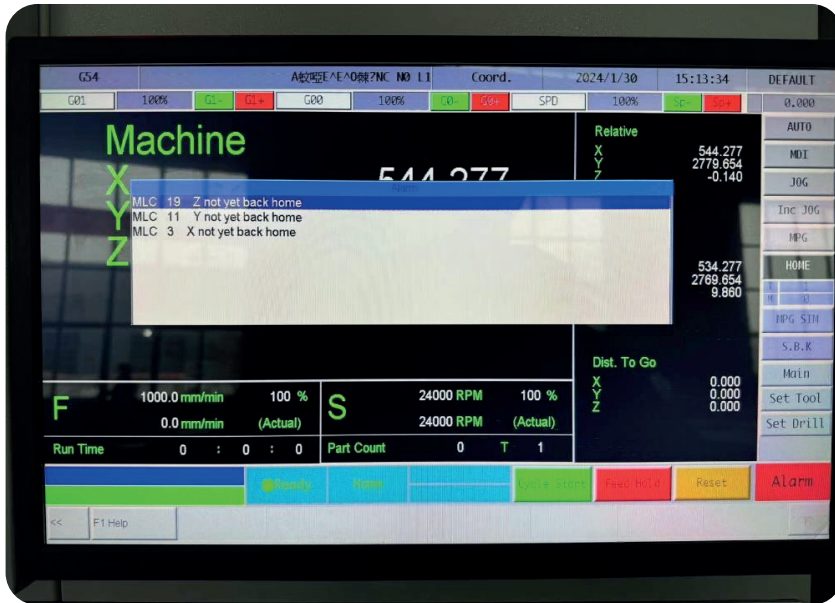 G54 Coord. 2024/1/30 15:13:34 DEFAULT
G01 100% G1- G1+ G00 100% G0- G0+ SPD 100% Sp- Sp+ 0.000
Machine
X 544.277
Y
Z
Alarm
MLC 19 Z not yet back home
MLC 11 Y not yet back home
MLC 3 X not yet back home
Relative
X 544.277
Y 2779.654
Z -0.140
534.277
2769.654
9.860
Dist. To Go
X 0.000
Y 0.000
Z 0.000
AUTO
MDI
JOG
Inc JOG
MPG
HOME
MPG SIM
S.B.K
Main
Set Tool
Set Drill
F 1000.0 mm/min 100 %
0.0 mm/min (Actual)
S 24000 RPM 100 %
24000 RPM (Actual)
Run Time 0 : 0 : 0 Part Count 0 T 1
Ready Home Cycle Start Feed Hold Reset Alarm
<< F1 Help